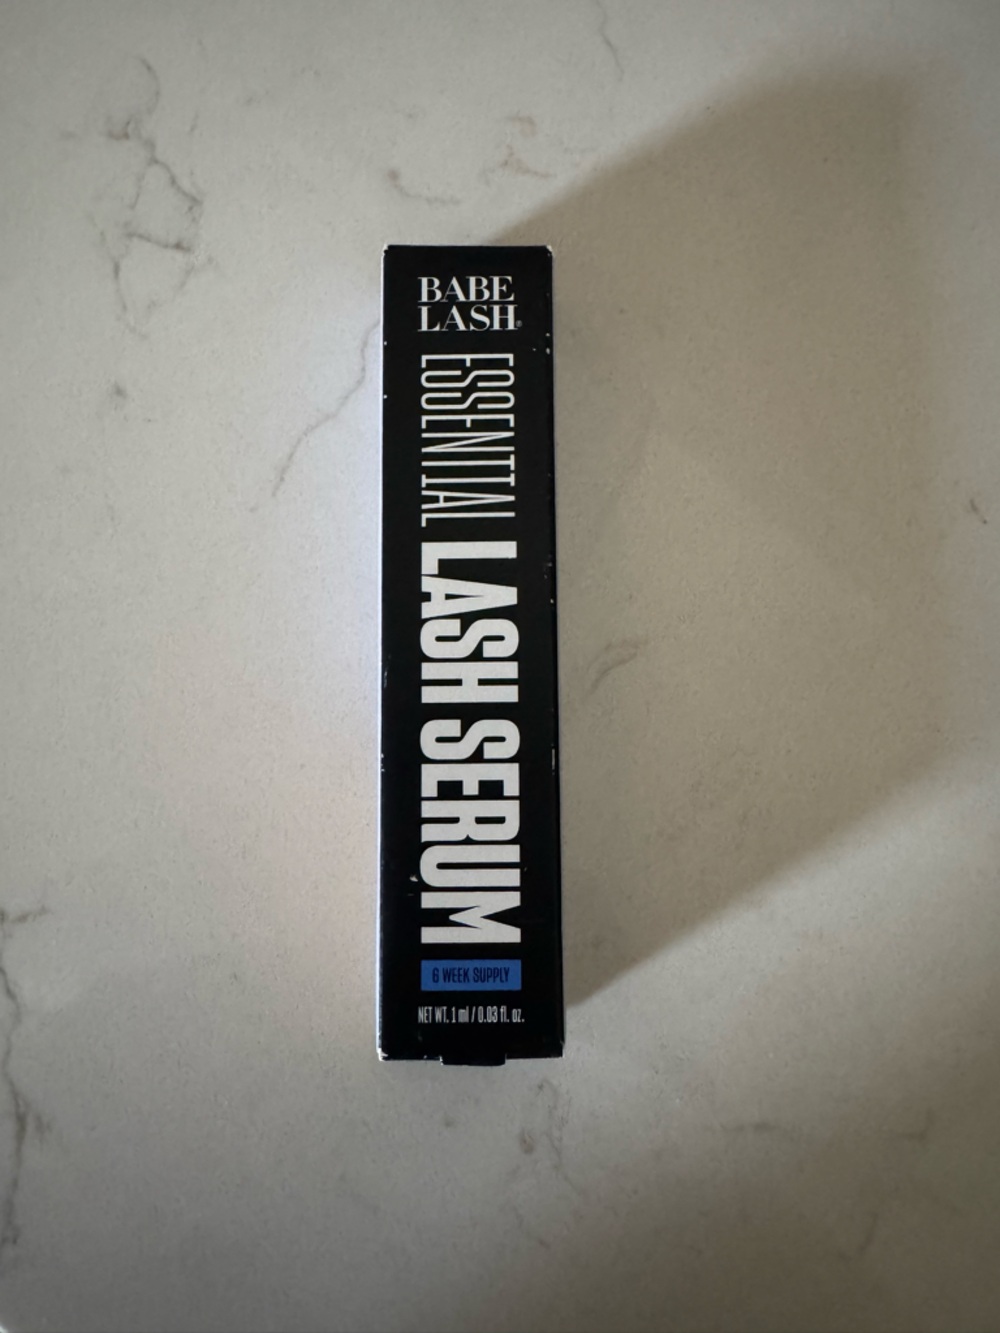 BABE
LASH®
ESSENTIAL LASH SERUM
6 WEEK SUPPLY
NET WT. 1 ml / 0.03 fl. oz.